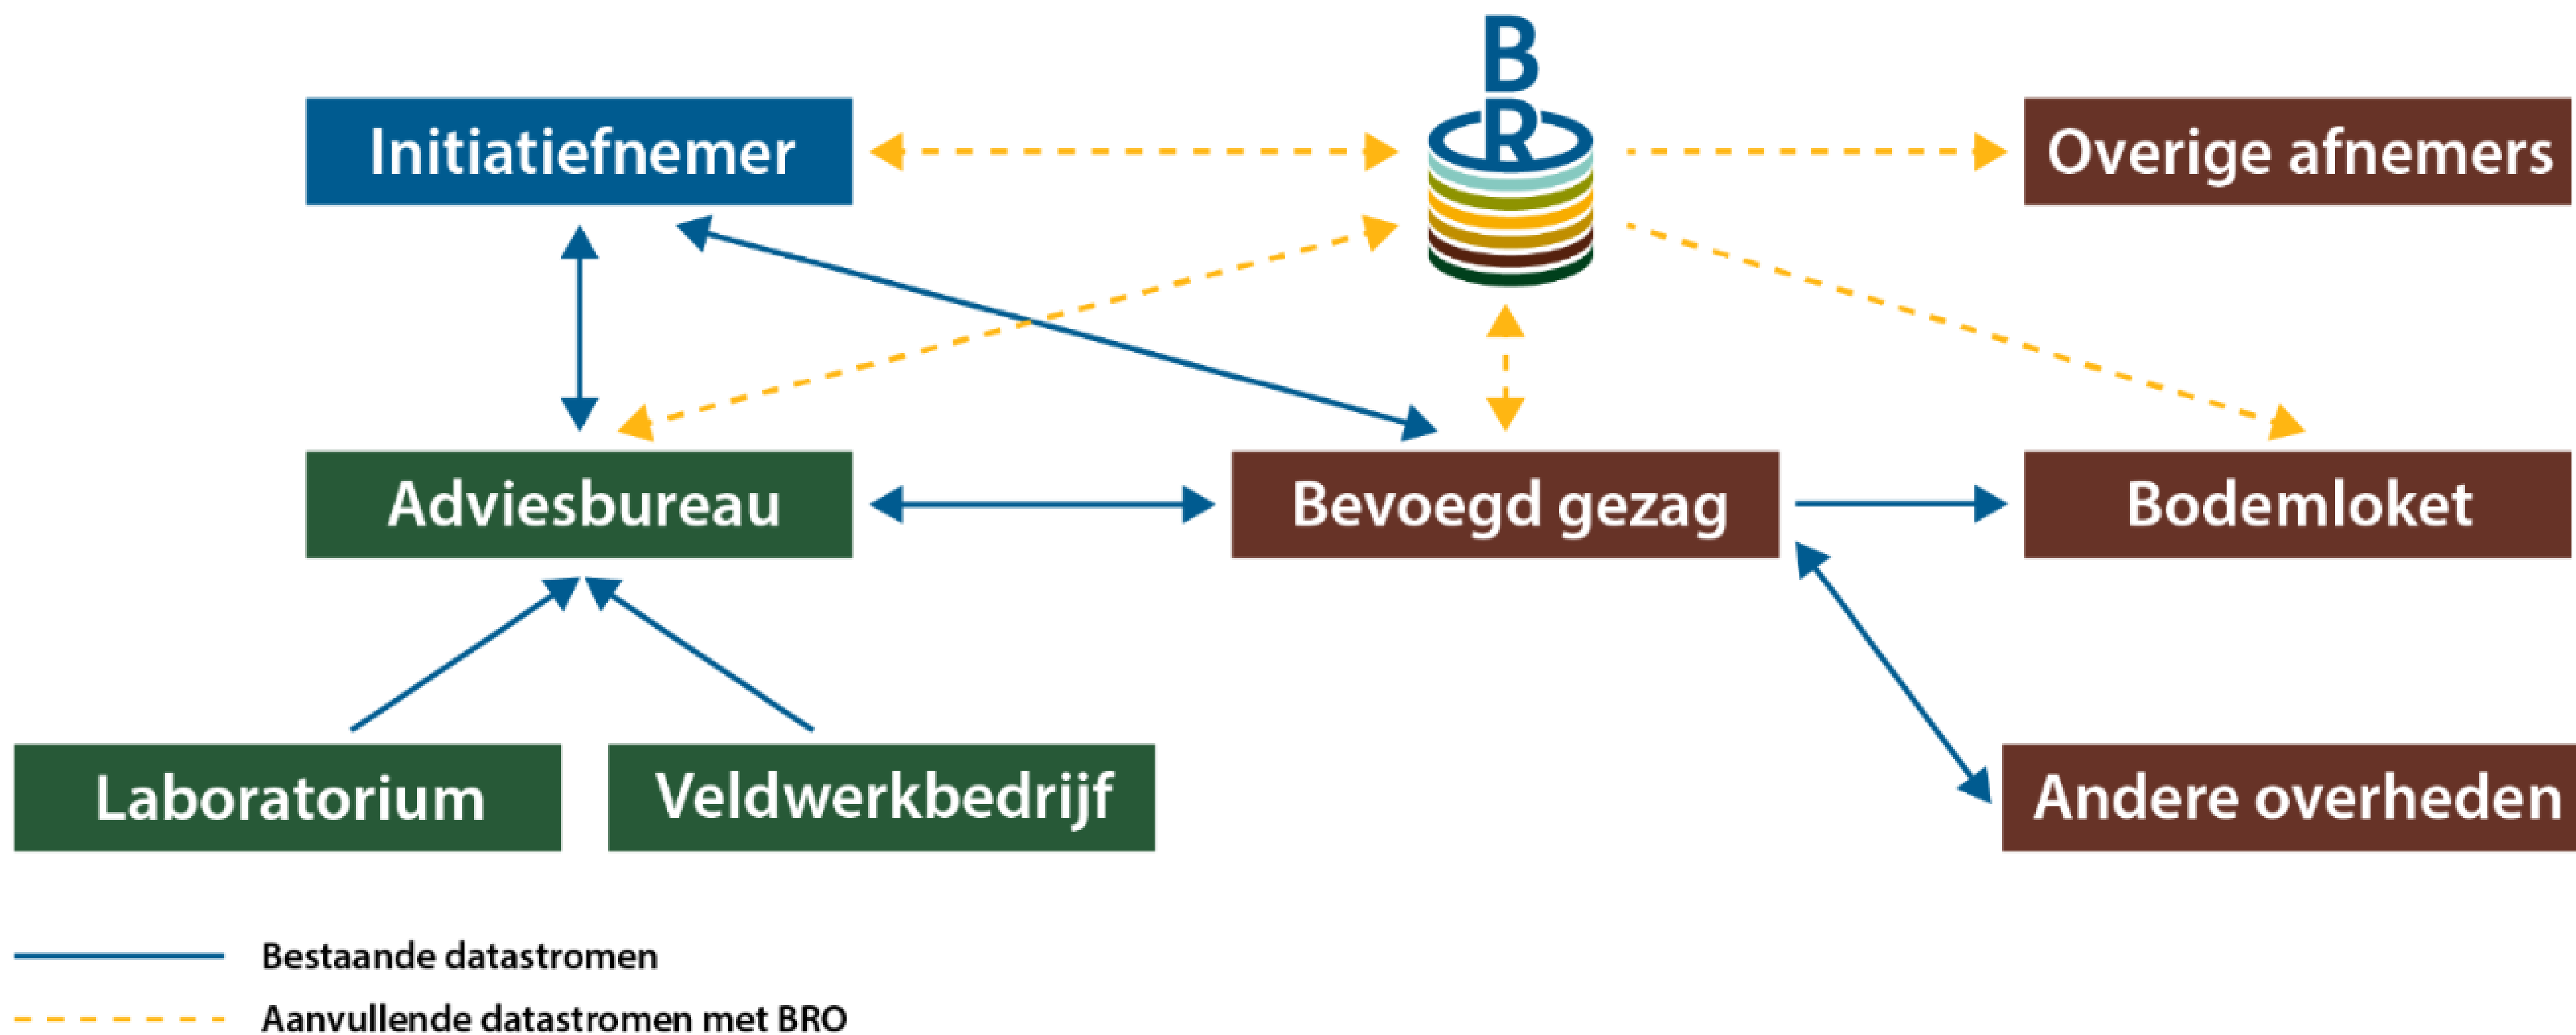 B
R
Initiatiefnemer
Overige afnemers
Adviesbureau
Bevoegd gezag
Bodemloket
Laboratorium
Veldwerkbedrijf
Andere overheden
Bestaande datastromen
Aanvullende datastromen met BRO